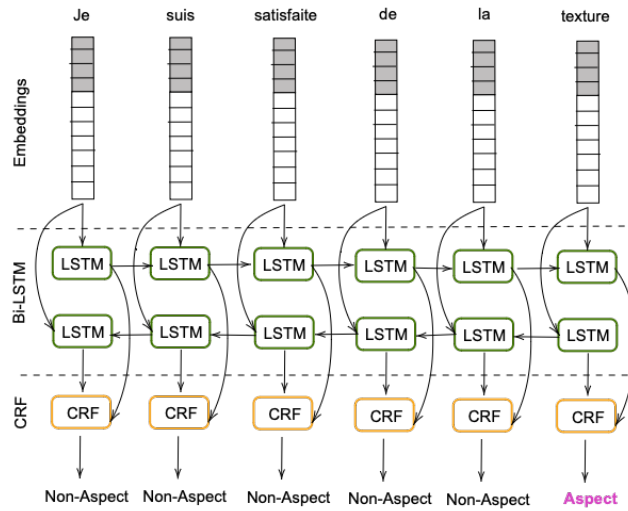 Je suis satisfaite de la texture
Embeddings
Bi-LSTM
LSTM LSTM LSTM LSTM LSTM LSTM
LSTM LSTM LSTM LSTM LSTM LSTM
CRF
CRF CRF CRF CRF CRF CRF
Non-Aspect Non-Aspect Non-Aspect Non-Aspect Non-Aspect Aspect